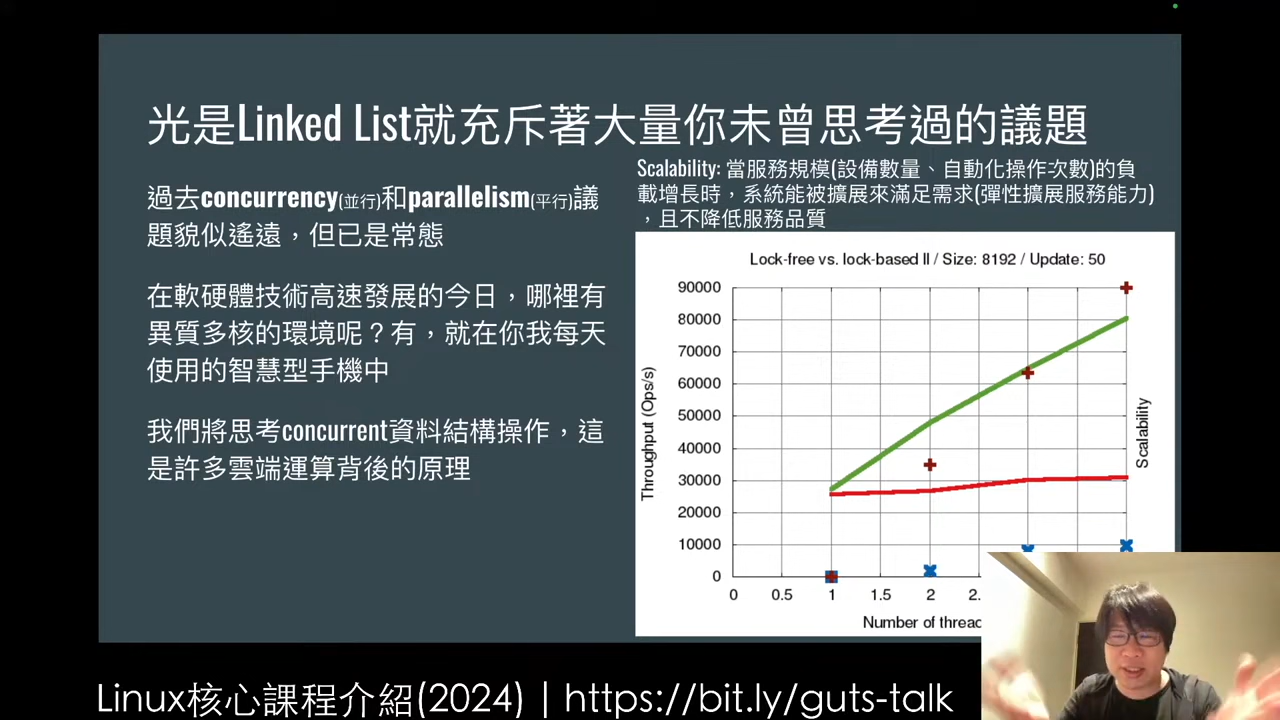 光是Linked List就充斥著大量你未曾思考過的議題
過去concurrency(並行)和parallelism(平行)議
題貌似遙遠，但已是常態
在軟硬體技術高速發展的今日，哪裡有
異質多核的環境呢？有，就在你我每天
使用的智慧型手機中
我們將思考concurrent資料結構操作，這
是許多雲端運算背後的原理
Scalability: 當服務規模(設備數量、自動化操作次數)的負
載增長時，系統能被擴展來滿足需求(彈性擴展服務能力)
，且不降低服務品質
Lock-free vs. lock-based II / Size: 8192 / Update: 50
90000
80000
70000
60000
50000
40000
30000
20000
10000
0
Throughput (Ops/s)
Scalability
0 0.5 1 1.5 2 2.
Number of threa
Linux核心課程介紹(2024) | https://bit.ly/guts-talk